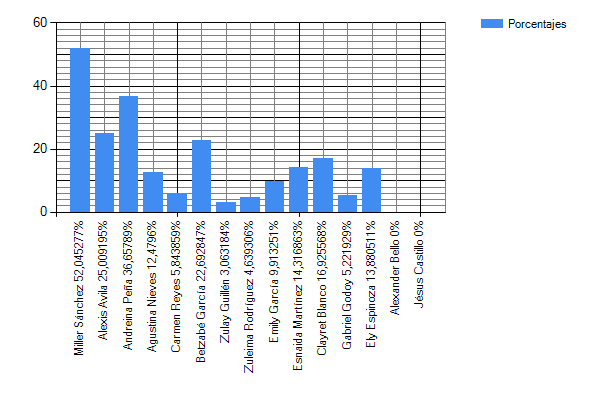 60
40
20
0
Porcentajes
Miller Sánchez 52,045277%
Alexis Avila 25,009195%
Andreina Peña 36,65789%
Agustina Nieves 12,4796%
Carmen Reyes 5,843859%
Betzabé García 22,692847%
Zulay Guillén 3,063184%
Zuleima Rodríguez 4,639306%
Emily García 9,913251%
Esnaida Martínez 14,316863%
Clayret Blanco 16,925568%
Gabriel Godoy 5,221929%
Ely Espinoza 13,880511%
Alexander Bello 0%
Jésus Castillo 0%